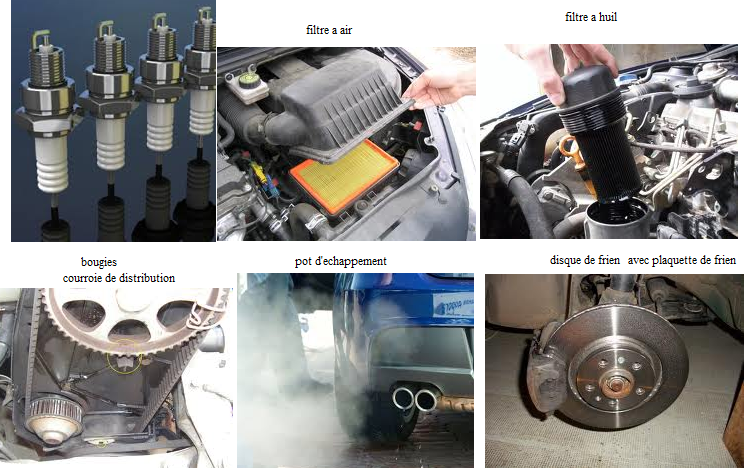 filtre a air
filtre a huil
bougies
courroie de distribution
pot d'echappement
disque de frien avec plaquette de frien